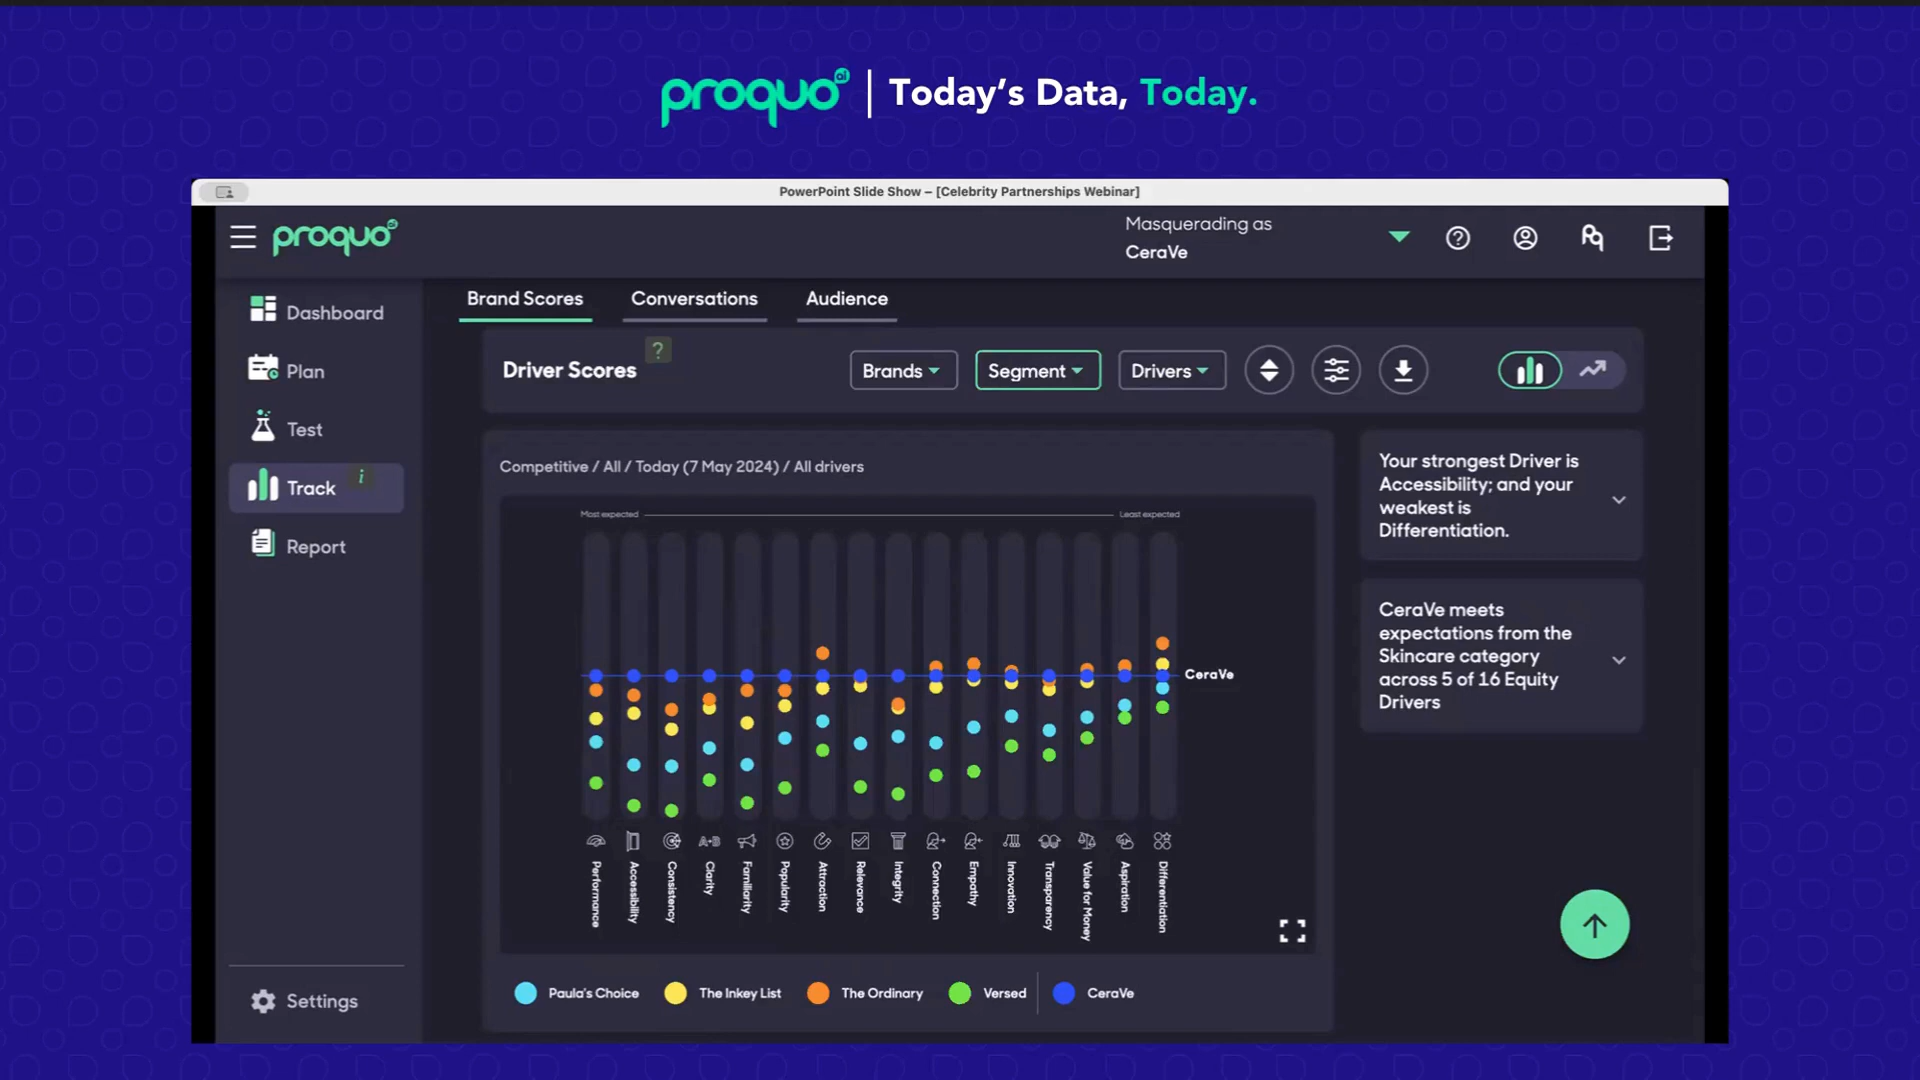 proquo ai | Today's Data, Today.
PowerPoint Slide Show – [Celebrity Partnerships Webinar]
proquo ai
Masquerading as
CeraVe
Dashboard
Plan
Test
Track
Report
Settings
Brand Scores
Conversations
Audience
Driver Scores
?
Brands
Segment
Drivers
Competitive / All / Today (7 May 2024) / All drivers
Most expected
Least expected
CeraVe
Performance
Accessibility
Consistency
A+B
Clarity
Familiarity
Popularity
Attraction
Relevance
Integrity
Connection
Empathy
Innovation
Transparency
Value for Money
Aspiration
Differentiation
Paula's Choice
The Inkey List
The Ordinary
Versed
CeraVe
Your strongest Driver is
Accessibility; and your
weakest is
Differentiation.
CeraVe meets
expectations from the
Skincare category
across 5 of 16 Equity
Drivers